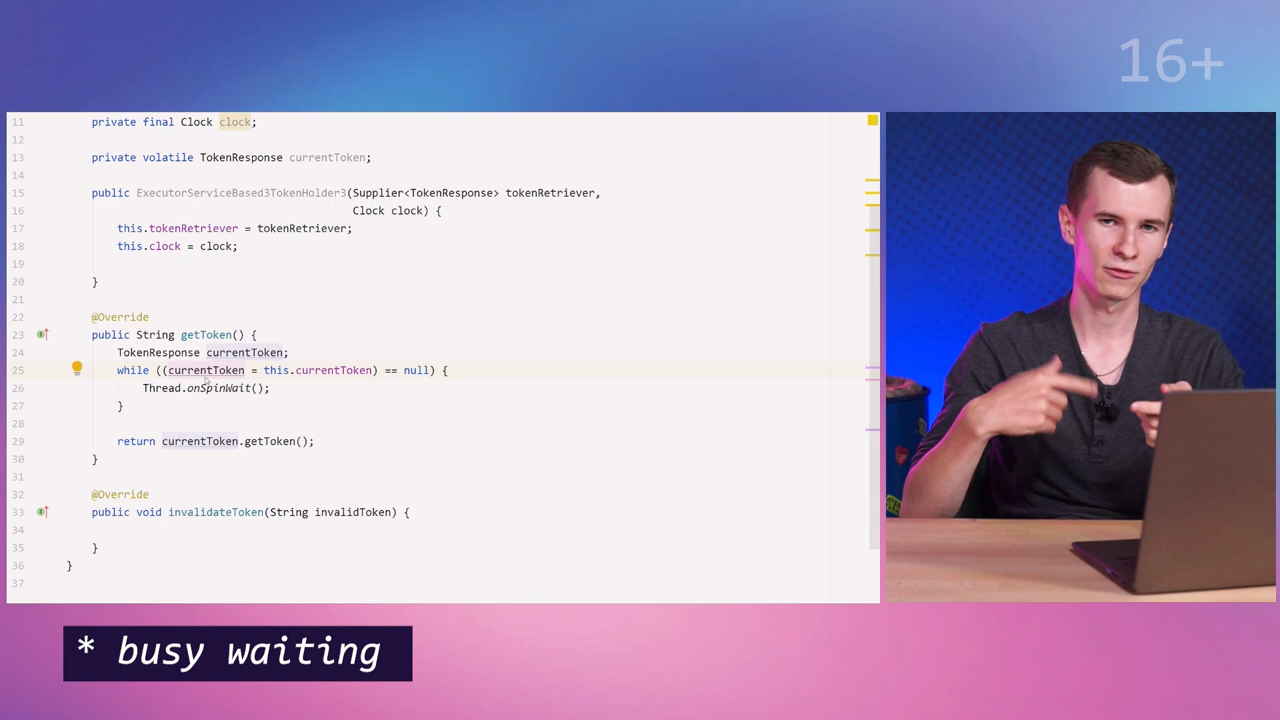 16+
11 private final Clock clock;
12
13 private volatile TokenResponse currentToken;
14
15 public ExecutorServiceBased3TokenHolder3(Supplier<TokenResponse> tokenRetriever,
16 Clock clock) {
17 this.tokenRetriever = tokenRetriever;
18 this.clock = clock;
19
20 }
21
22 @Override
23 public String getToken() {
24 TokenResponse currentToken;
25 while ((currentToken = this.currentToken) == null) {
26 Thread.onSpinWait();
27 }
28
29 return currentToken.getToken();
30 }
31
32 @Override
33 public void invalidateToken(String invalidToken) {
34
35 }
36 }
37
* busy waiting